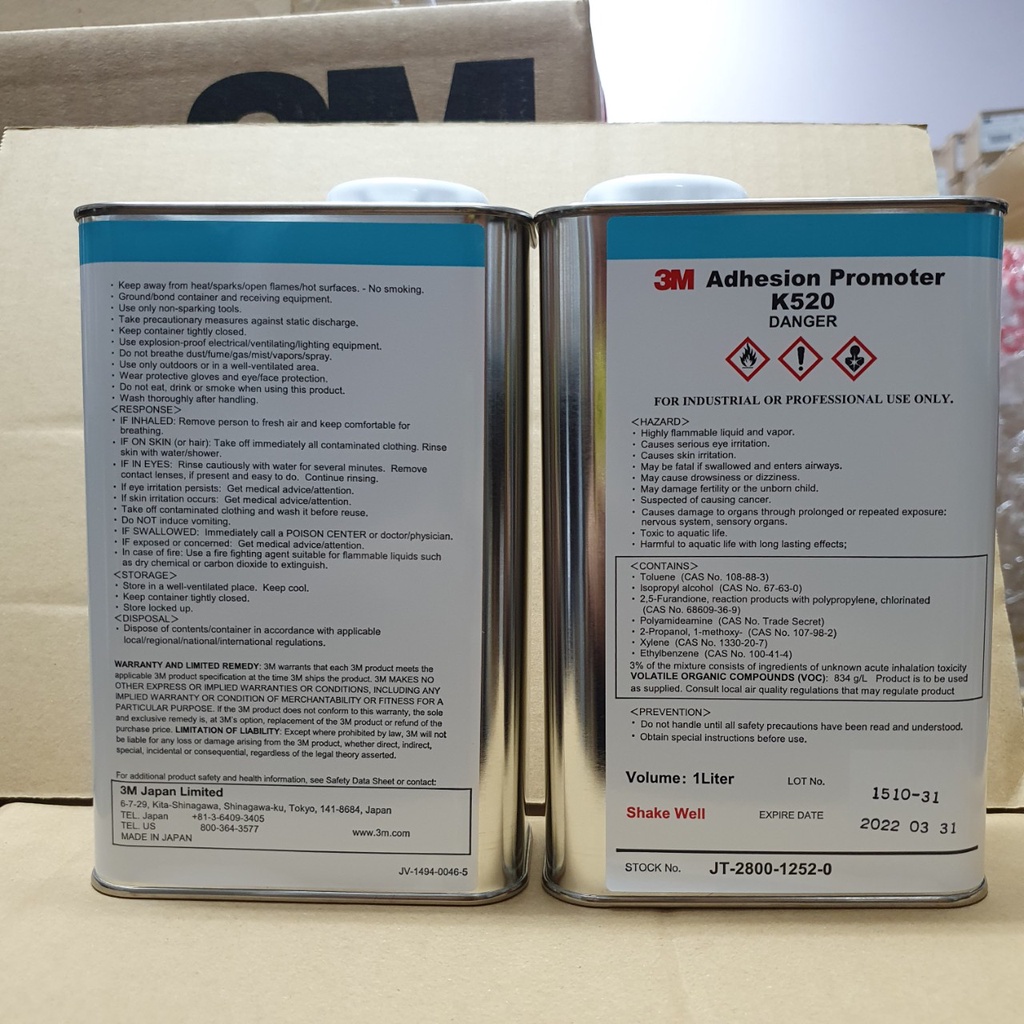 3M
· Keep away from heat/sparks/open flames/hot surfaces. - No smoking.
· Ground/bond container and receiving equipment.
· Use only non-sparking tools.
· Take precautionary measures against static discharge.
· Keep container tightly closed.
· Use explosion-proof electrical/ventilating/lighting equipment.
· Do not breathe dust/fume/gas/mist/vapors/spray.
· Use only outdoors or in a well-ventilated area.
· Wear protective gloves and eye/face protection.
· Do not eat, drink or smoke when using this product.
· Wash thoroughly after handling.
<RESPONSE>
· IF INHALED: Remove person to fresh air and keep comfortable for
breathing.
· IF ON SKIN (or hair): Take off immediately all contaminated clothing. Rinse
skin with water/shower.
· IF IN EYES: Rinse cautiously with water for several minutes. Remove
contact lenses, if present and easy to do. Continue rinsing.
· If eye irritation persists: Get medical advice/attention.
· If skin irritation occurs: Get medical advice/attention.
· Take off contaminated clothing and wash it before reuse.
· Do NOT induce vomiting.
· IF SWALLOWED: Immediately call a POISON CENTER or doctor/physician.
· IF exposed or concerned: Get medical advice/attention.
· In case of fire: Use a fire fighting agent suitable for flammable liquids such
as dry chemical or carbon dioxide to extinguish.
<STORAGE>
· Store in a well-ventilated place. Keep cool.
· Keep container tightly closed.
· Store locked up.
<DISPOSAL>
· Dispose of contents/container in accordance with applicable
local/regional/national/international regulations.
WARRANTY AND LIMITED REMEDY: 3M warrants that each 3M product meets the
applicable 3M product specification at the time 3M ships the product. 3M MAKES NO
OTHER EXPRESS OR IMPLIED WARRANTIES OR CONDITIONS, INCLUDING ANY
IMPLIED WARRANTY OR CONDITION OF MERCHANTABILITY OR FITNESS FOR A
PARTICULAR PURPOSE. If the 3M product does not conform to this warranty, the sole
and exclusive remedy is, at 3M's option, replacement of the 3M product or refund of the
purchase price. LIMITATION OF LIABILITY: Except where prohibited by law, 3M will not
be liable for any loss or damage arising from the 3M product, whether direct, indirect,
special, incidental or consequential, regardless of the legal theory asserted.
For additional product safety and health information, see Safety Data Sheet or contact:
3M Japan Limited
6-7-29, Kita-Shinagawa, Shinagawa-ku, Tokyo, 141-8684, Japan
TEL. Japan +81-3-6409-3405
TEL. US 800-364-3577 www.3m.com
MADE IN JAPAN
JV-1494-0046-5
3M Adhesion Promoter
K520
DANGER
FOR INDUSTRIAL OR PROFESSIONAL USE ONLY.
<HAZARD>
· Highly flammable liquid and vapor.
· Causes serious eye irritation.
· Causes skin irritation.
· May be fatal if swallowed and enters airways.
· May cause drowsiness or dizziness.
· May damage fertility or the unborn child.
· Suspected of causing cancer.
· Causes damage to organs through prolonged or repeated exposure:
nervous system, sensory organs.
· Toxic to aquatic life.
· Harmful to aquatic life with long lasting effects;
<CONTAINS>
· Toluene (CAS No. 108-88-3)
· Isopropyl alcohol (CAS No. 67-63-0)
· 2,5-Furandione, reaction products with polypropylene, chlorinated
(CAS No. 68609-36-9)
· Polyamideamine (CAS No. Trade Secret)
· 2-Propanol, 1-methoxy- (CAS No. 107-98-2)
· Xylene (CAS No. 1330-20-7)
· Ethylbenzene (CAS No. 100-41-4)
3% of the mixture consists of ingredients of unknown acute inhalation toxicity
VOLATILE ORGANIC COMPOUNDS (VOC): 834 g/L Product is to be used
as supplied. Consult local air quality regulations that may regulate product
<PREVENTION>
· Do not handle until all safety precautions have been read and understood.
· Obtain special instructions before use.
Volume: 1Liter LOT No. 1510-31
Shake Well EXPIRE DATE 2022 03 31
STOCK No. JT-2800-1252-0